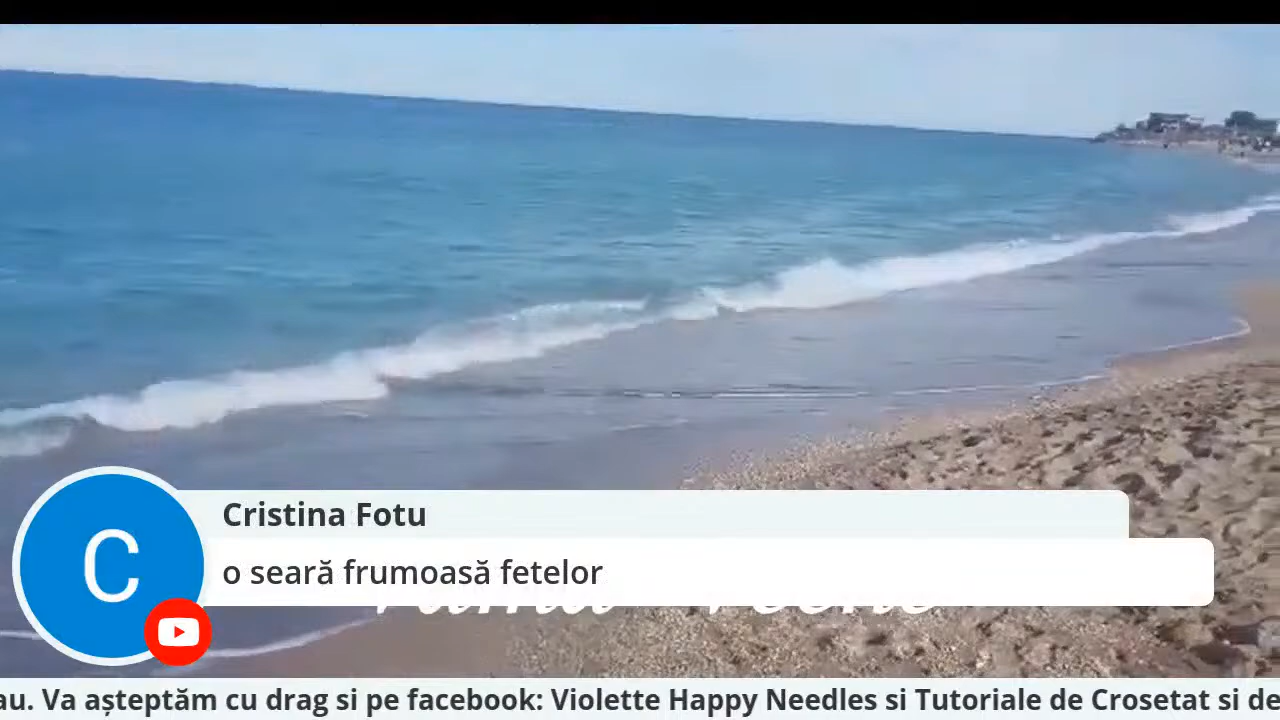 C
Cristina Fotu
o seară frumoasă fetelor
au. Va așteptăm cu drag si pe facebook: Violette Happy Needles si Tutoriale de Crosetat si de